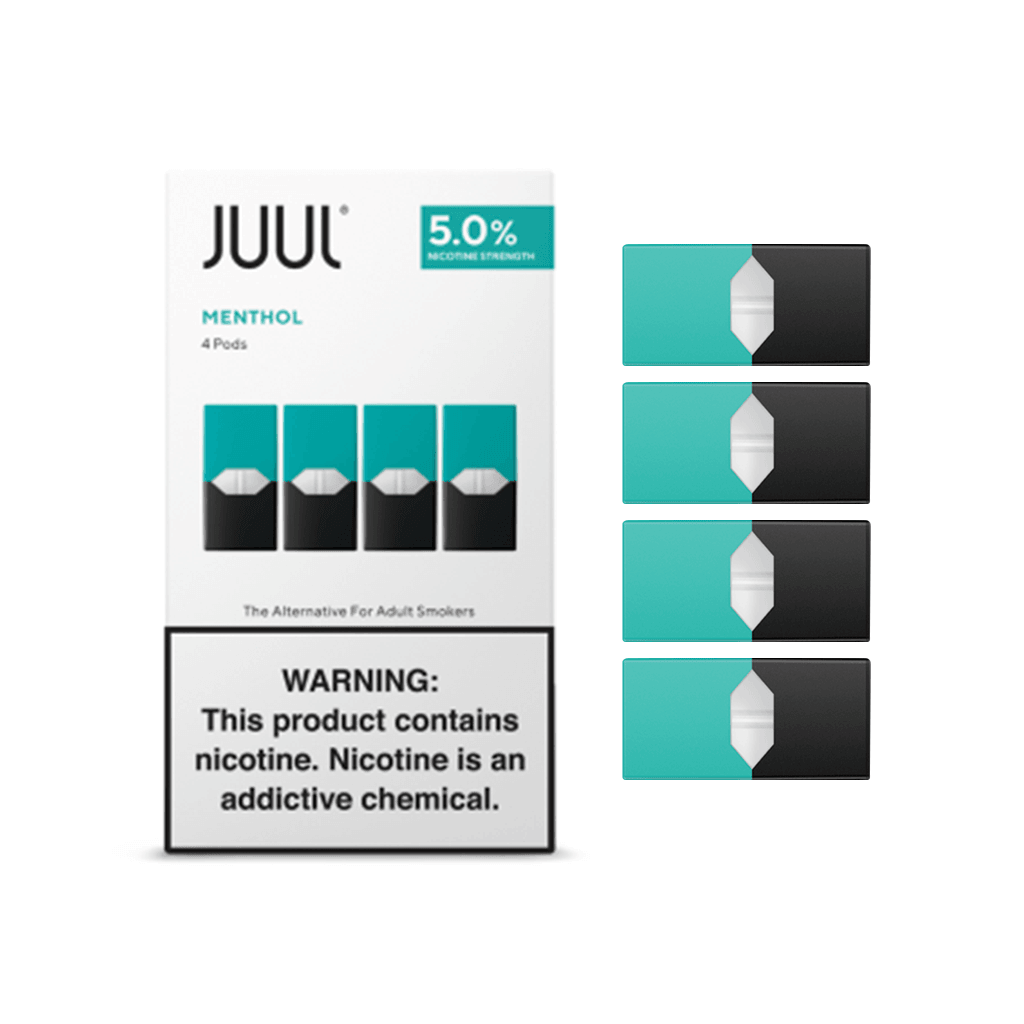 JUUL®
5.0%
NICOTINE STRENGTH
MENTHOL
4 Pods
The Alternative For Adult Smokers
WARNING:
This product contains
nicotine. Nicotine is an
addictive chemical.